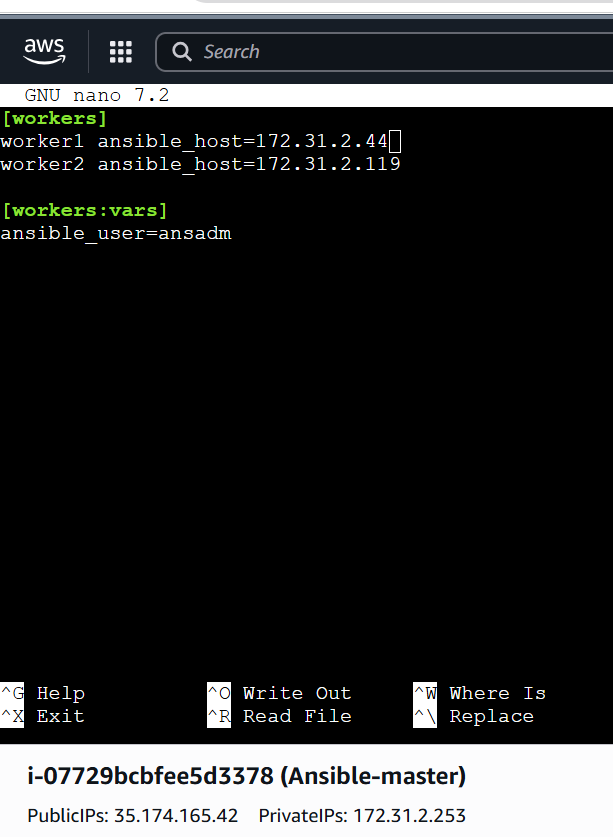 aws
Search
GNU nano 7.2
[workers]
worker1 ansible_host=172.31.2.44
worker2 ansible_host=172.31.2.119
[workers:vars]
ansible_user=ansadm
^G Help ^O Write Out ^W Where Is
^X Exit ^R Read File ^\ Replace
i-07729bcbfee5d3378 (Ansible-master)
PublicIPs: 35.174.165.42 PrivateIPs: 172.31.2.253